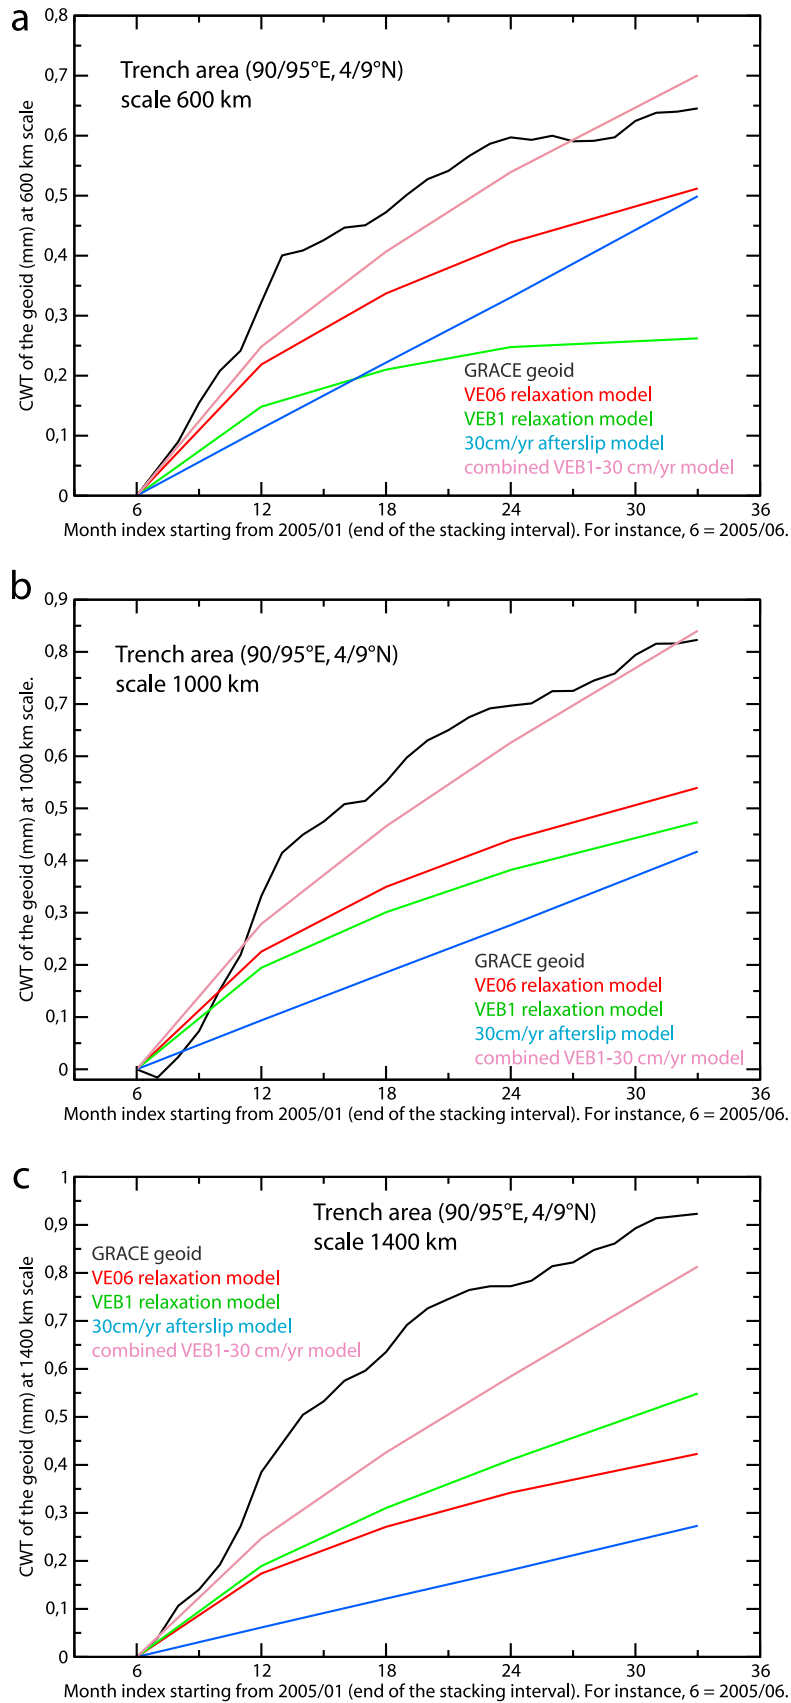 a
0,8
0,7
0,6
0,5
0,4
0,3
0,2
0,1
0
CWT of the geoid (mm) at 600 km scale
Trench area (90/95°E, 4/9°N)
scale 600 km
GRACE geoid
VE06 relaxation model
VEB1 relaxation model
30cm/yr afterslip model
combined VEB1-30 cm/yr model
6 12 18 24 30 36
Month index starting from 2005/01 (end of the stacking interval). For instance, 6 = 2005/06.
b
0,9
0,8
0,7
0,6
0,5
0,4
0,3
0,2
0,1
0
CWT of the geoid (mm) at 1000 km scale.
Trench area (90/95°E, 4/9°N)
scale 1000 km
GRACE geoid
VE06 relaxation model
VEB1 relaxation model
30cm/yr afterslip model
combined VEB1-30 cm/yr model
6 12 18 24 30 36
Month index starting from 2005/01 (end of the stacking interval). For instance, 6 = 2005/06.
c
1
0,9
0,8
0,7
0,6
0,5
0,4
0,3
0,2
0,1
0
CWT of the geoid (mm) at 1400 km scale
Trench area (90/95°E, 4/9°N)
scale 1400 km
GRACE geoid
VE06 relaxation model
VEB1 relaxation model
30cm/yr afterslip model
combined VEB1-30 cm/yr model
6 12 18 24 30 36
Month index starting from 2005/01 (end of the stacking interval). For instance, 6 = 2005/06.